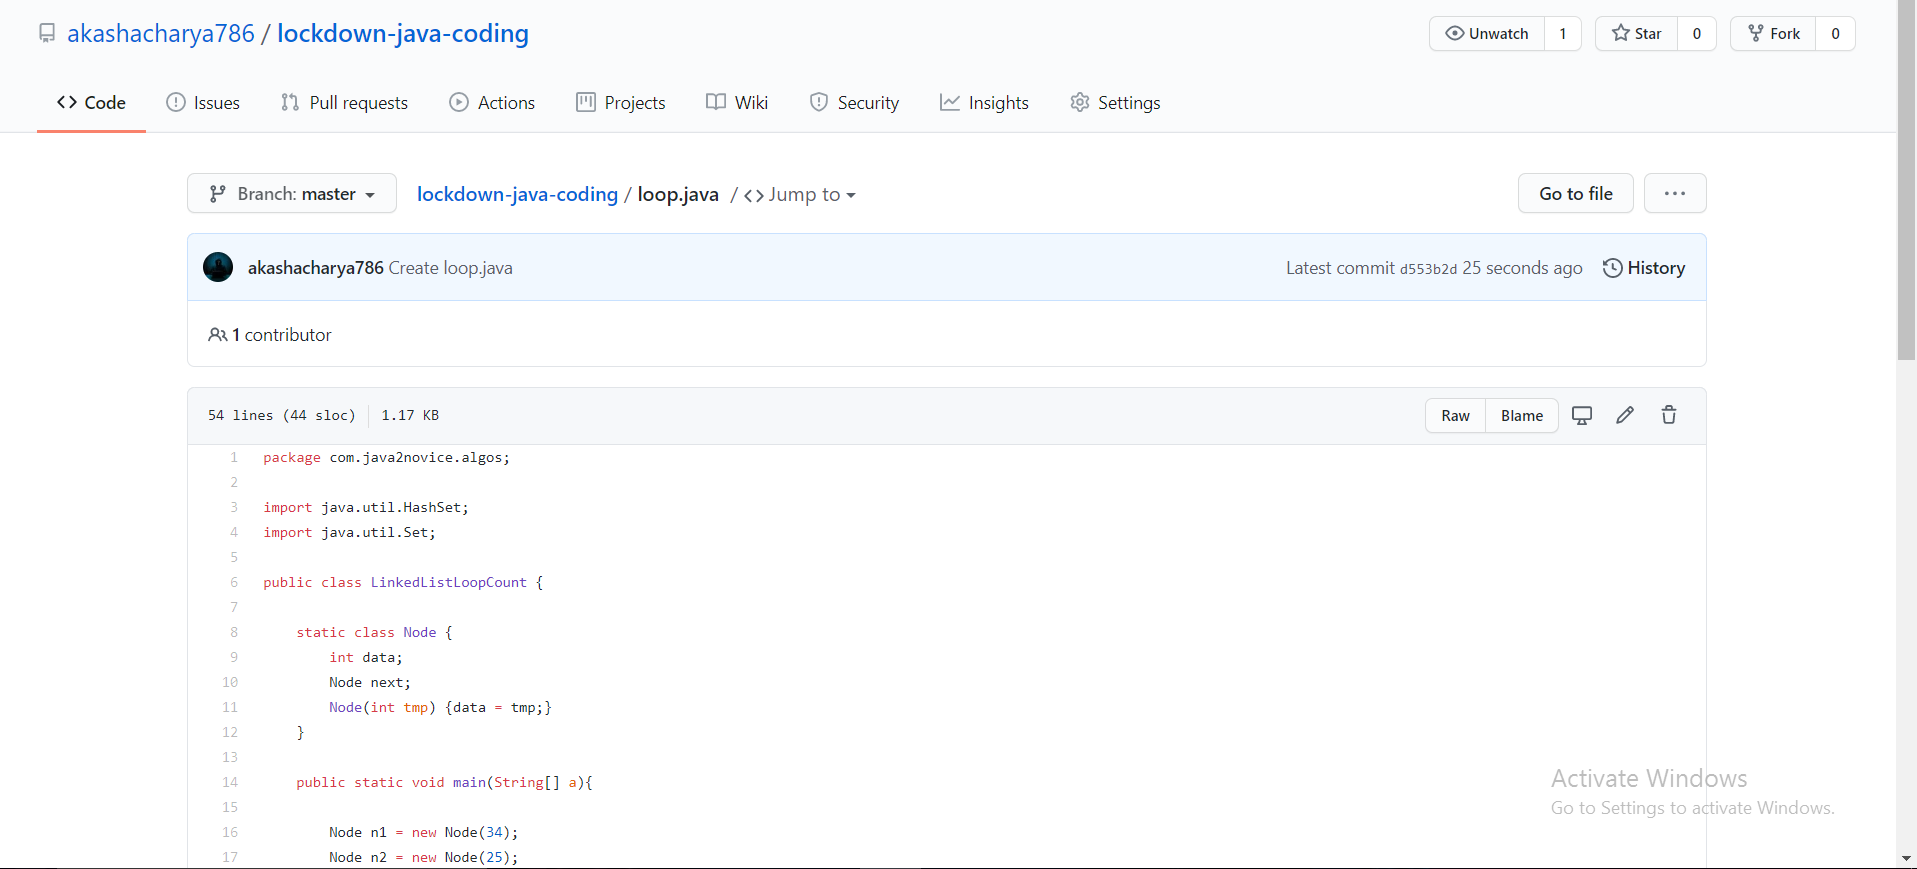 akashacharya786 / lockdown-java-coding
Unwatch 1 Star 0 Fork 0
Code Issues Pull requests Actions Projects Wiki Security Insights Settings
Branch: master lockdown-java-coding / loop.java / <> Jump to Go to file ...
akashacharya786 Create loop.java Latest commit d553b2d 25 seconds ago History
1 contributor
54 lines (44 sloc) 1.17 KB Raw Blame
1 package com.java2novice.algos;
2
3 import java.util.HashSet;
4 import java.util.Set;
5
6 public class LinkedListLoopCount {
7
8 static class Node {
9 int data;
10 Node next;
11 Node(int tmp) {data = tmp;}
12 }
13
14 public static void main(String[] a){
15
16 Node n1 = new Node(34);
17 Node n2 = new Node(25);
Activate Windows
Go to Settings to activate Windows.